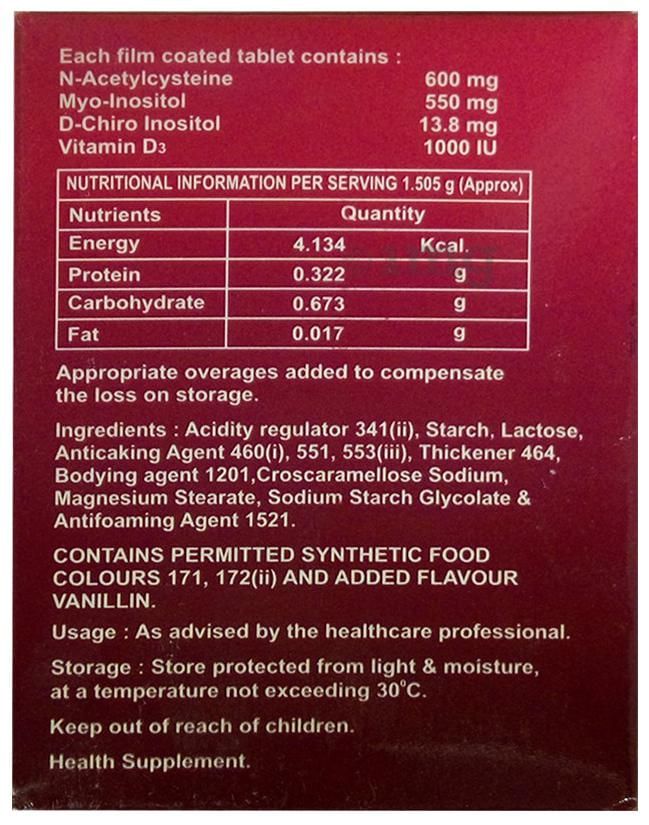 Each film coated tablet contains :
N-Acetylcysteine 600 mg
Myo-Inositol 550 mg
D-Chiro Inositol 13.8 mg
Vitamin D3 1000 IU
NUTRITIONAL INFORMATION PER SERVING 1.505 g (Approx)
Nutrients Quantity
Energy 4.134 Kcal.
Protein 0.322 g
Carbohydrate 0.673 g
Fat 0.017 g
Appropriate overages added to compensate
the loss on storage.
Ingredients : Acidity regulator 341(ii), Starch, Lactose,
Anticaking Agent 460(i), 551, 553(iii), Thickener 464,
Bodying agent 1201,Croscaramellose Sodium,
Magnesium Stearate, Sodium Starch Glycolate &
Antifoaming Agent 1521.
CONTAINS PERMITTED SYNTHETIC FOOD
COLOURS 171, 172(ii) AND ADDED FLAVOUR
VANILLIN.
Usage : As advised by the healthcare professional.
Storage : Store protected from light & moisture,
at a temperature not exceeding 30°C.
Keep out of reach of children.
Health Supplement.